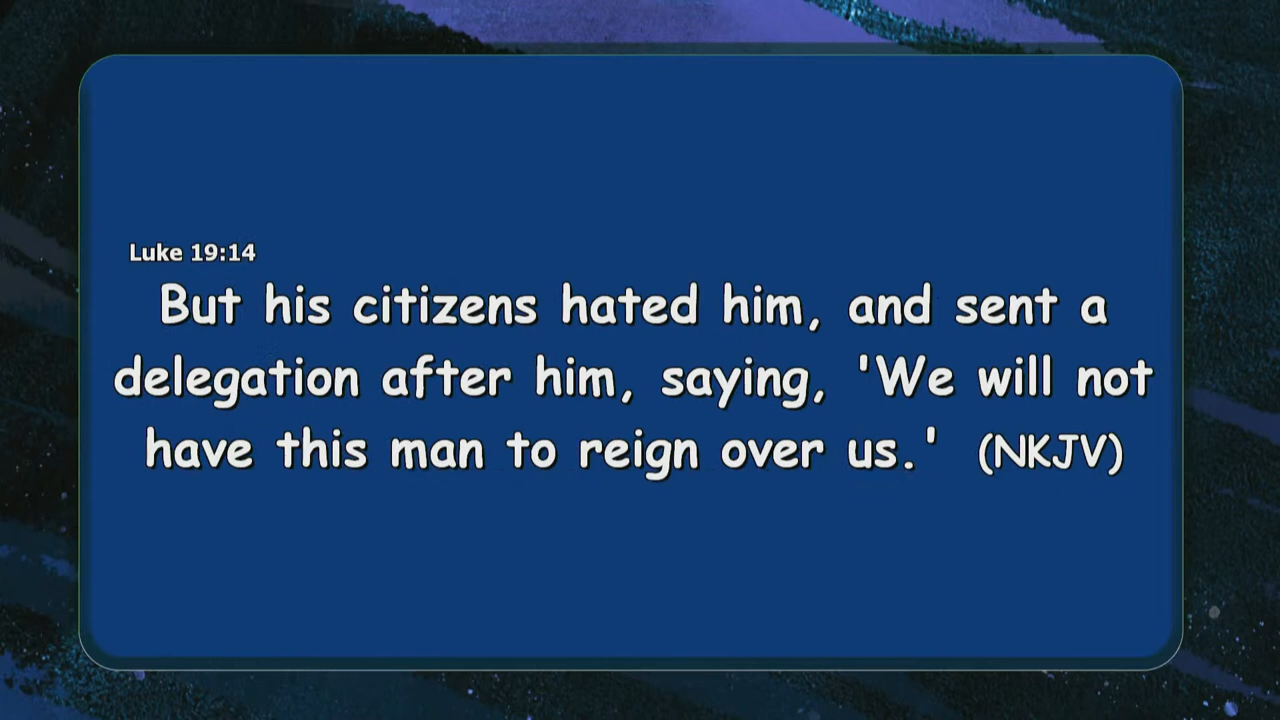 Luke 19:14
But his citizens hated him, and sent a
delegation after him, saying, 'We will not
have this man to reign over us.' (NKJV)